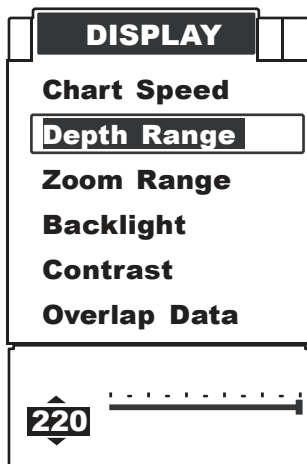 DISPLAY
Chart Speed
Depth Range
Zoom Range
Backlight
Contrast
Overlap Data
220